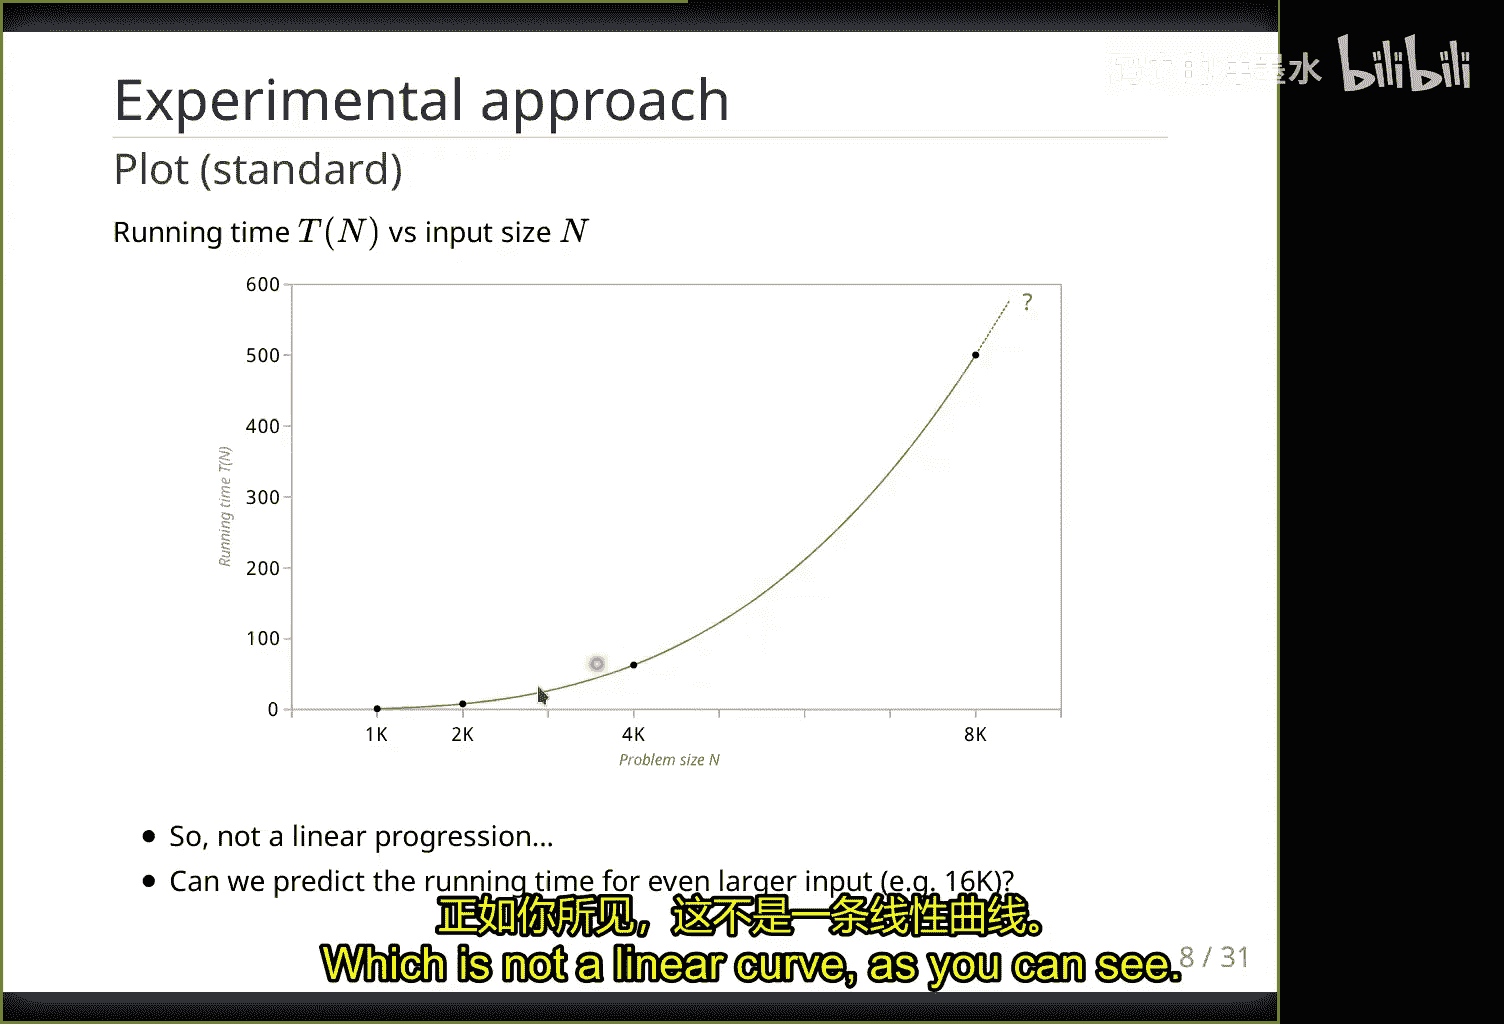 水 bilibili
Experimental approach
Plot (standard)
Running time T(N) vs input size N
600
?
500
400
300
200
100
0
Running time T(N)
1K 2K 4K 8K
Problem size N
● So, not a linear progression...
● Can we predict the running time for even larger input (e.g. 16K)?
正如你所见，这不是一条线性曲线。
Which is not a linear curve, as you can see.
8 / 31